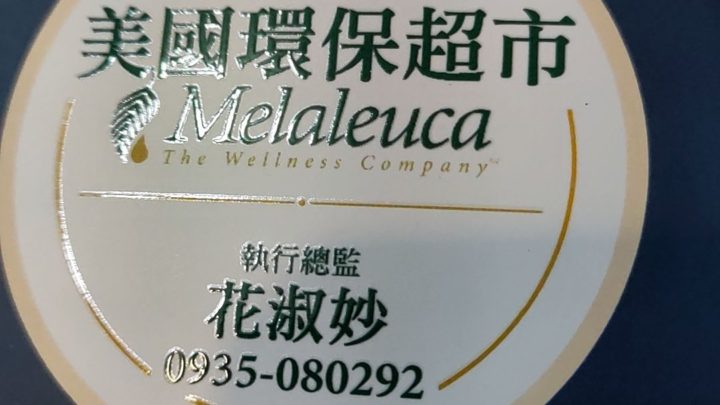 美國環保超市
Melaleuca
The Wellness Company
執行總監
花淑妙
0935-080292